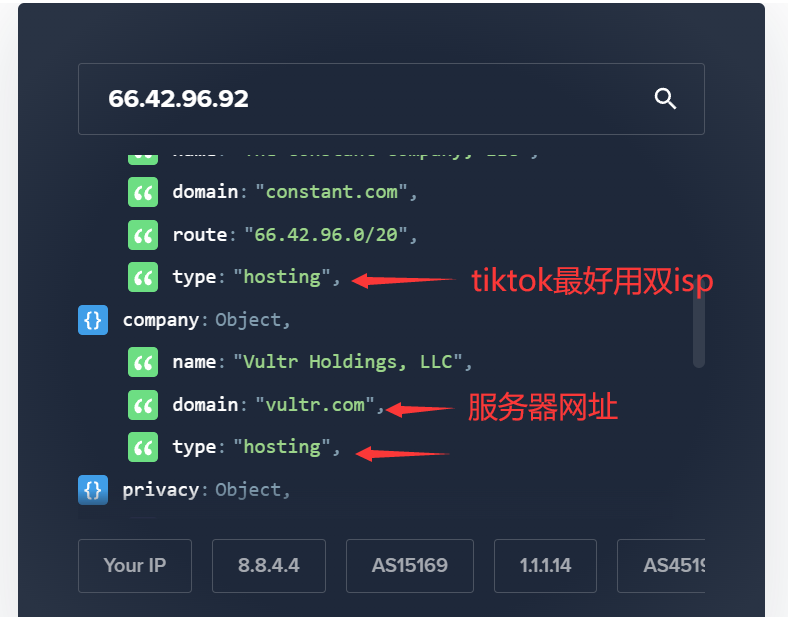 66.42.96.92
domain: "constant.com",
route: "66.42.96.0/20",
type: "hosting", tiktok最好用双isp
{} company: Object,
name: "Vultr Holdings, LLC",
domain: "vultr.com", 服务器网址
type: "hosting",
{} privacy: Object,
Your IP 8.8.4.4 AS15169 1.1.1.14